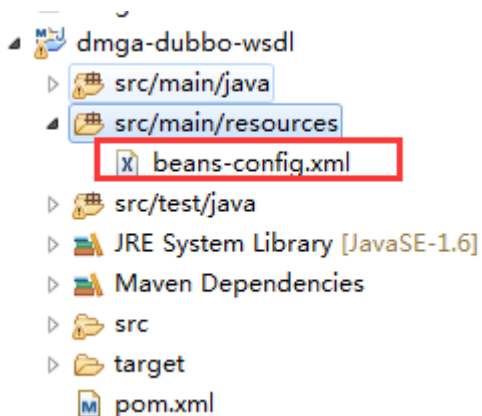 dmga-dubbo-wsdl
src/main/java
src/main/resources
beans-config.xml
src/test/java
JRE System Library [JavaSE-1.6]
Maven Dependencies
src
target
pom.xml